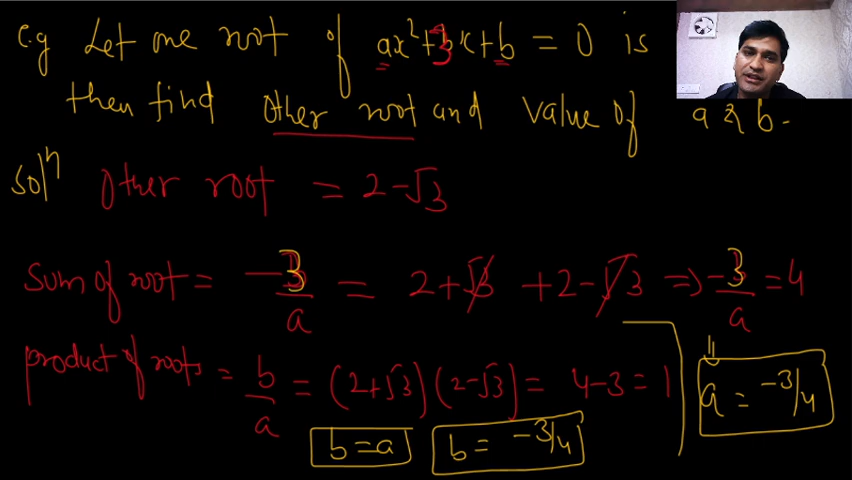 e.g Let one root of ax²+3x+b = 0 is
then find other root and value of a & b.
Solⁿ Other root = 2-√3
Sum of root = -3/a = 2+√3 +2-√3 ⇒ -3/a = 4
product of roots = b/a = (2+√3)(2-√3) = 4-3 = 1
⇓
a = -3/4
b = a b = -3/4